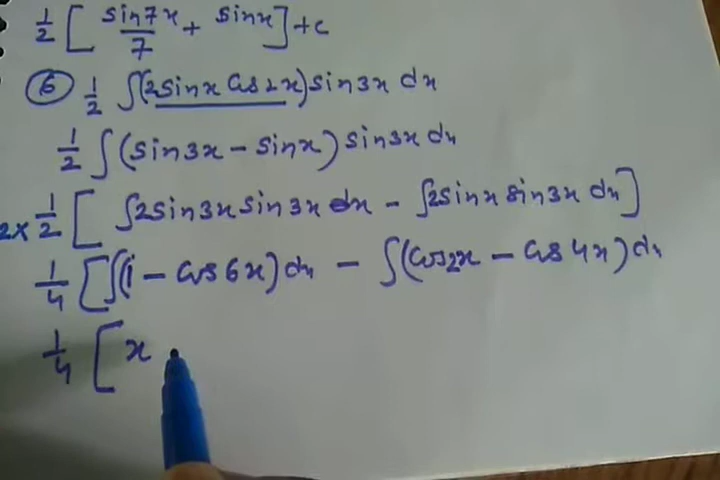 1/2 [ sin7x/7 + sinx ] + c
⑥ 1/2 ∫(2sinx cos2x) sin3x dx
1/2 ∫ (sin3x − sinx) sin3x dx
2× 1/2 [ ∫2sin3x sin3x dx − ∫2sinx sin3x dx ]
1/4 [ ∫(1 − cos6x) dx − ∫(cos2x − cos4x) dx
1/4 [ x